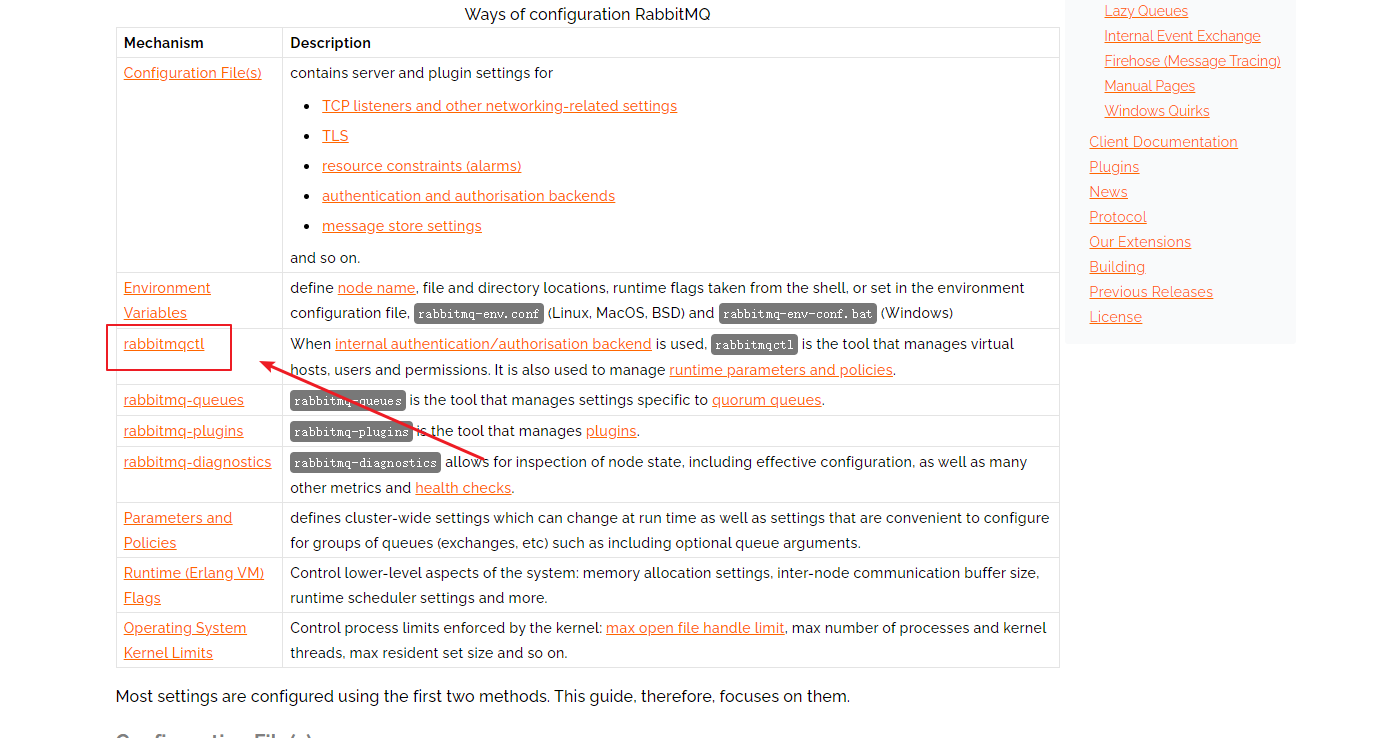 Ways of configuration RabbitMQ
Mechanism Description
Configuration File(s) contains server and plugin settings for
TCP listeners and other networking-related settings
TLS
resource constraints (alarms)
authentication and authorisation backends
message store settings
and so on.
Environment Variables
define node name, file and directory locations, runtime flags taken from the shell, or set in the environment
configuration file, rabbitmq-env.conf (Linux, MacOS, BSD) and rabbitmq-env-conf.bat (Windows)
rabbitmqctl
When internal authentication/authorisation backend is used, rabbitmqctl is the tool that manages virtual
hosts, users and permissions. It is also used to manage runtime parameters and policies.
rabbitmq-queues rabbitmq-queues is the tool that manages settings specific to quorum queues.
rabbitmq-plugins rabbitmq-plugins is the tool that manages plugins.
rabbitmq-diagnostics rabbitmq-diagnostics allows for inspection of node state, including effective configuration, as well as many
other metrics and health checks.
Parameters and
Policies
defines cluster-wide settings which can change at run time as well as settings that are convenient to configure
for groups of queues (exchanges, etc) such as including optional queue arguments.
Runtime (Erlang VM)
Flags
Control lower-level aspects of the system: memory allocation settings, inter-node communication buffer size,
runtime scheduler settings and more.
Operating System
Kernel Limits
Control process limits enforced by the kernel: max open file handle limit, max number of processes and kernel
threads, max resident set size and so on.
Most settings are configured using the first two methods. This guide, therefore, focuses on them.
Configuration File(s)
Lazy Queues
Internal Event Exchange
Firehose (Message Tracing)
Manual Pages
Windows Quirks
Client Documentation
Plugins
News
Protocol
Our Extensions
Building
Previous Releases
License